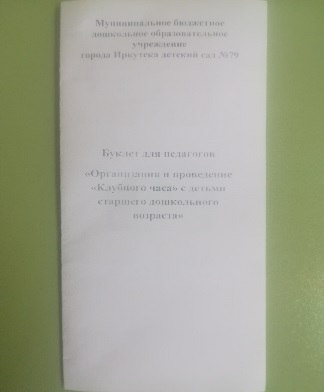 Муниципальное бюджетное
дошкольное образовательное
учреждение
города Иркутска детский сад №79
Буклет для педагогов
«Организация и проведение
«Клубного часа» с детьми
старшего дошкольного
возраста»